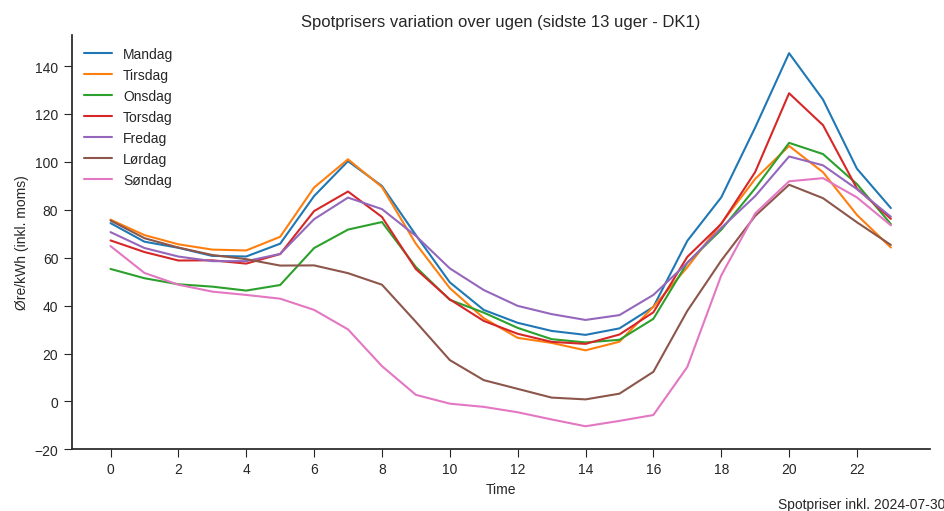 Spotprisers variation over ugen (sidste 13 uger - DK1)
Mandag
Tirsdag
Onsdag
Torsdag
Fredag
Lørdag
Søndag
Øre/kWh (inkl. moms)
140
120
100
80
60
40
20
0
−20
0 2 4 6 8 10 12 14 16 18 20 22
Time
Spotpriser inkl. 2024-07-30